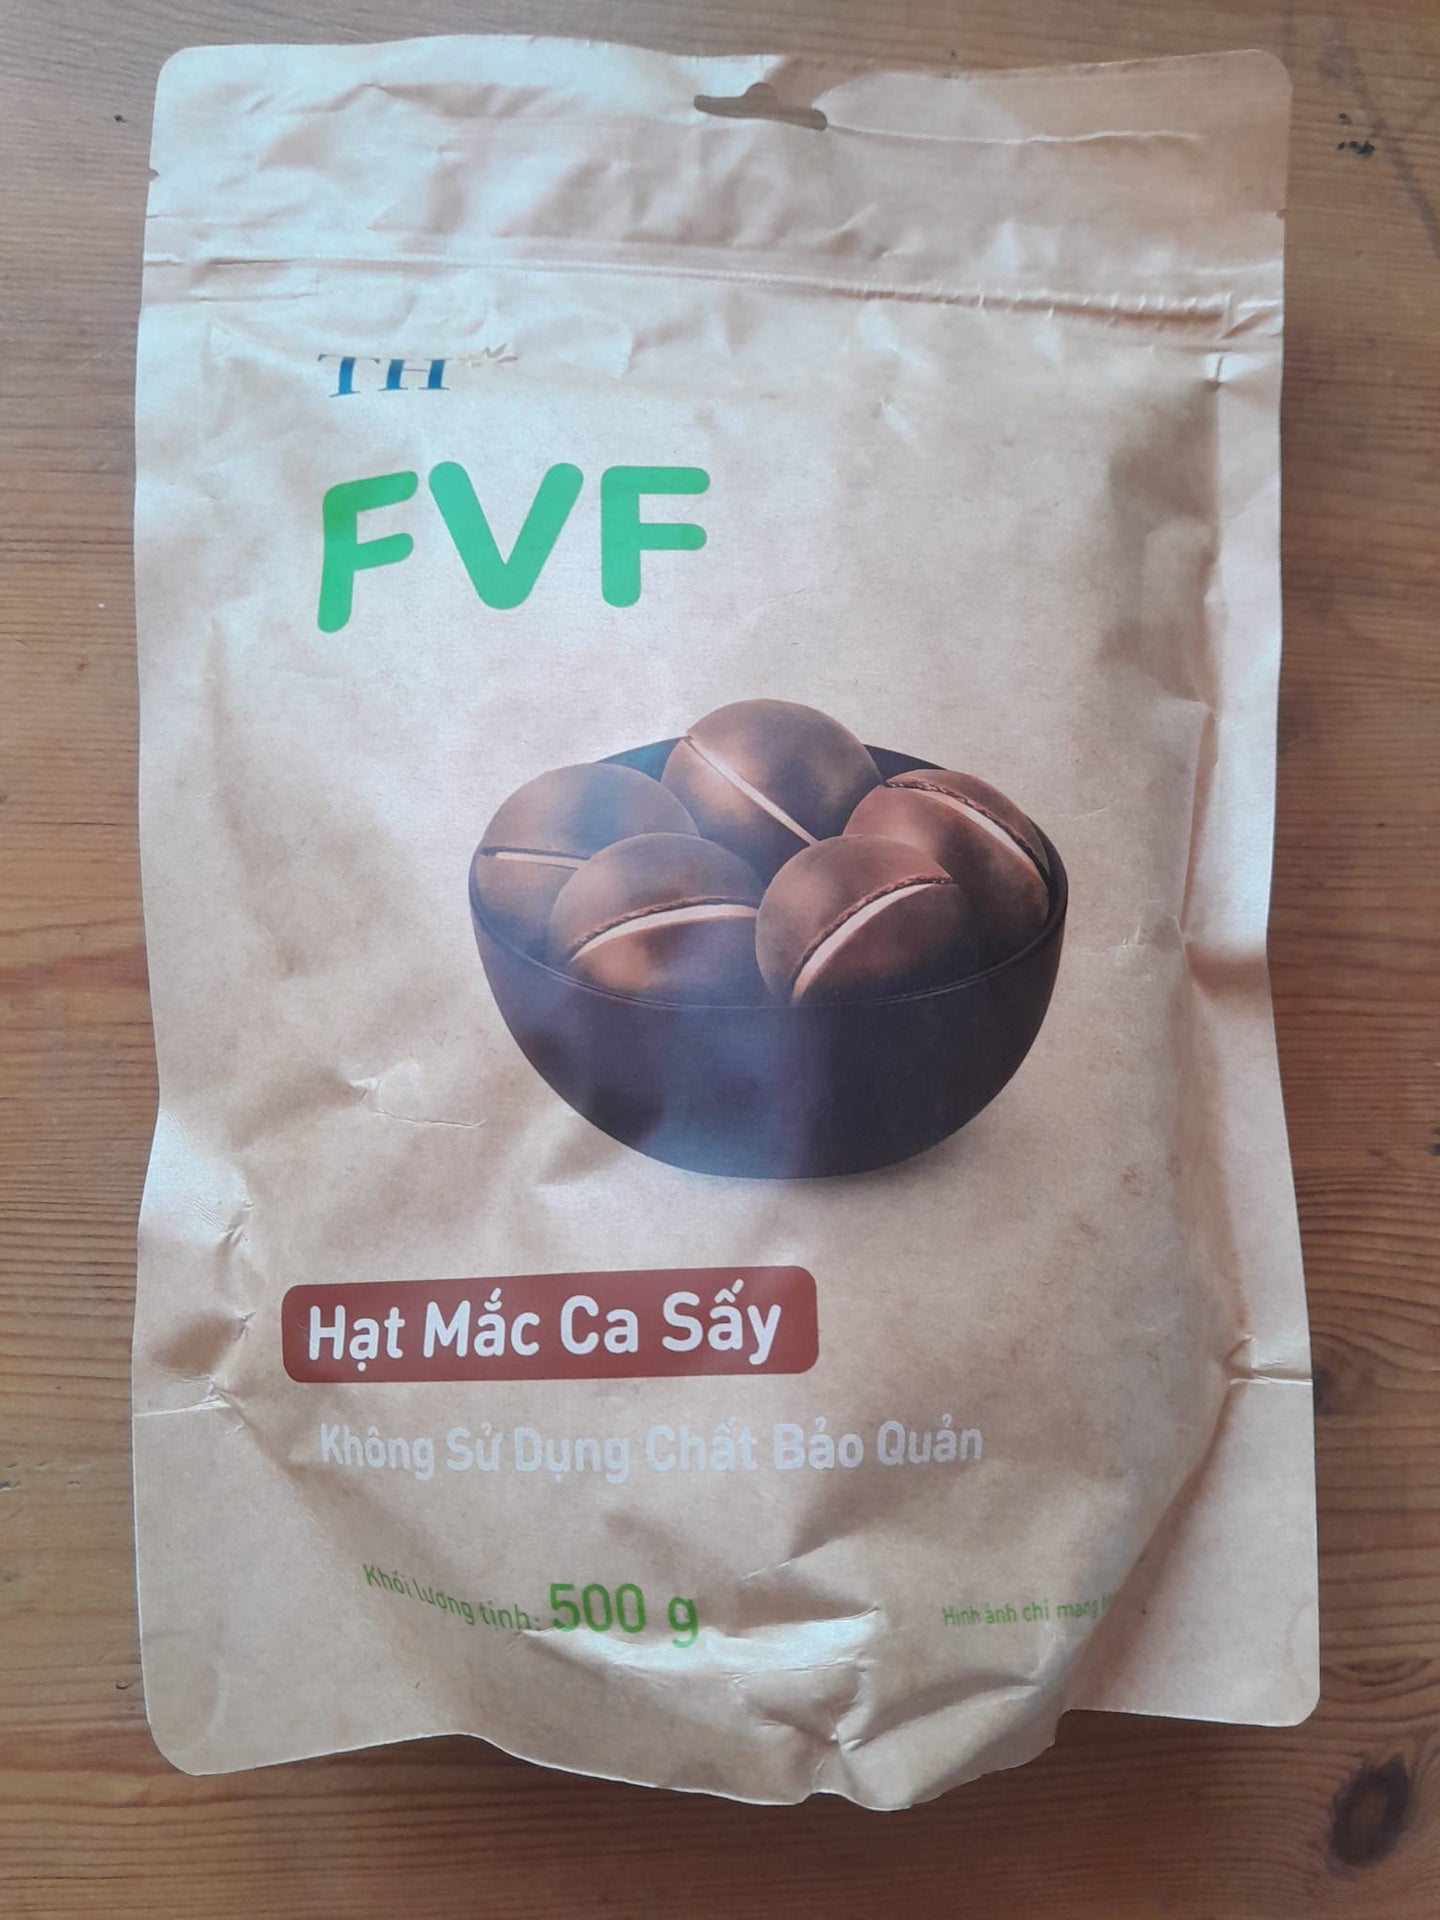 TH
FVF
Hạt Mắc Ca Sấy
Không Sử Dụng Chất Bảo Quản
Khối lượng tịnh: 500 g
Hình ảnh chỉ mang